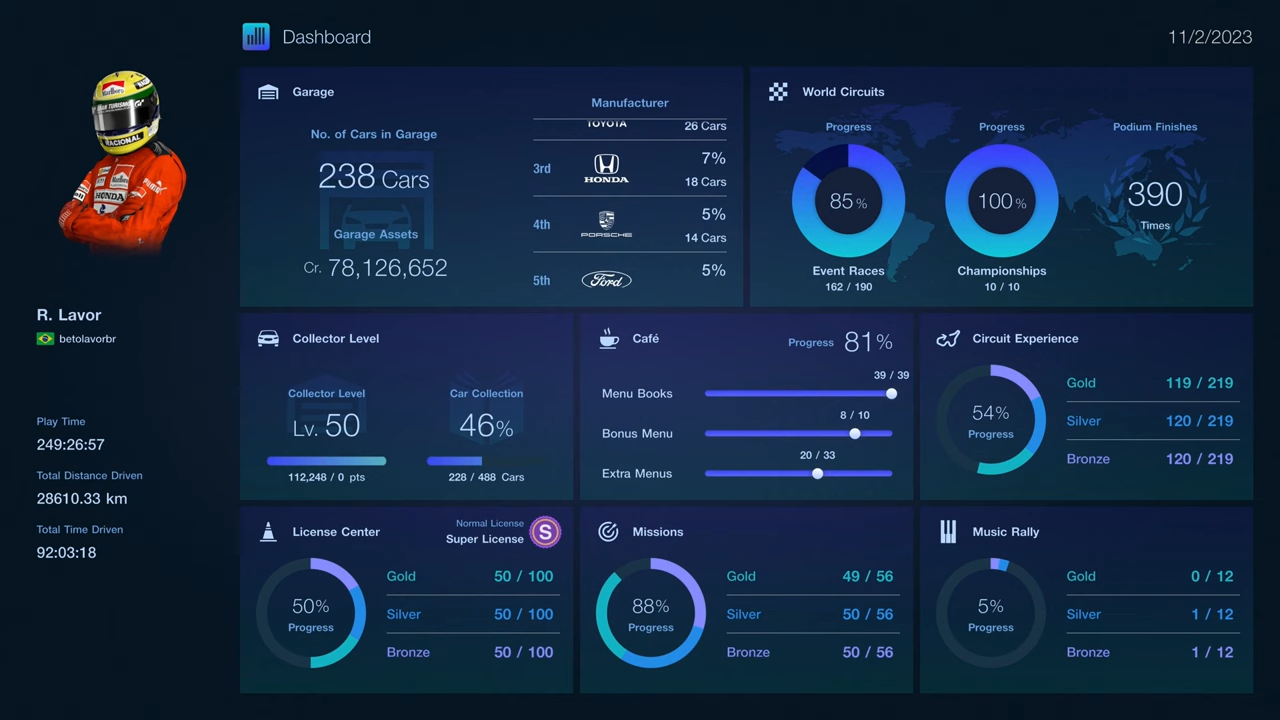 Dashboard
11/2/2023
R. Lavor
betolavorbr
Play Time
249:26:57
Total Distance Driven
28610.33 km
Total Time Driven
92:03:18
Garage
No. of Cars in Garage
238 Cars
Garage Assets
Cr. 78,126,652
Manufacturer
TOYOTA
26 Cars
3rd HONDA 7%
18 Cars
4th PORSCHE 5%
14 Cars
5th Ford 5%
World Circuits
Progress
85%
Event Races
162 / 190
Progress
100%
Championships
10 / 10
Podium Finishes
390
Times
Collector Level
Collector Level
Lv. 50
112,248 / 0 pts
Car Collection
46%
228 / 488 Cars
Café
Progress 81%
39 / 39
Menu Books
8 / 10
Bonus Menu
20 / 33
Extra Menus
Circuit Experience
54%
Progress
Gold 119 / 219
Silver 120 / 219
Bronze 120 / 219
License Center
Normal License
Super License
S
50%
Progress
Gold 50 / 100
Silver 50 / 100
Bronze 50 / 100
Missions
88%
Progress
Gold 49 / 56
Silver 50 / 56
Bronze 50 / 56
Music Rally
5%
Progress
Gold 0 / 12
Silver 1 / 12
Bronze 1 / 12
Marlboro
GRAN TURISMO
NACIONAL
HONDA